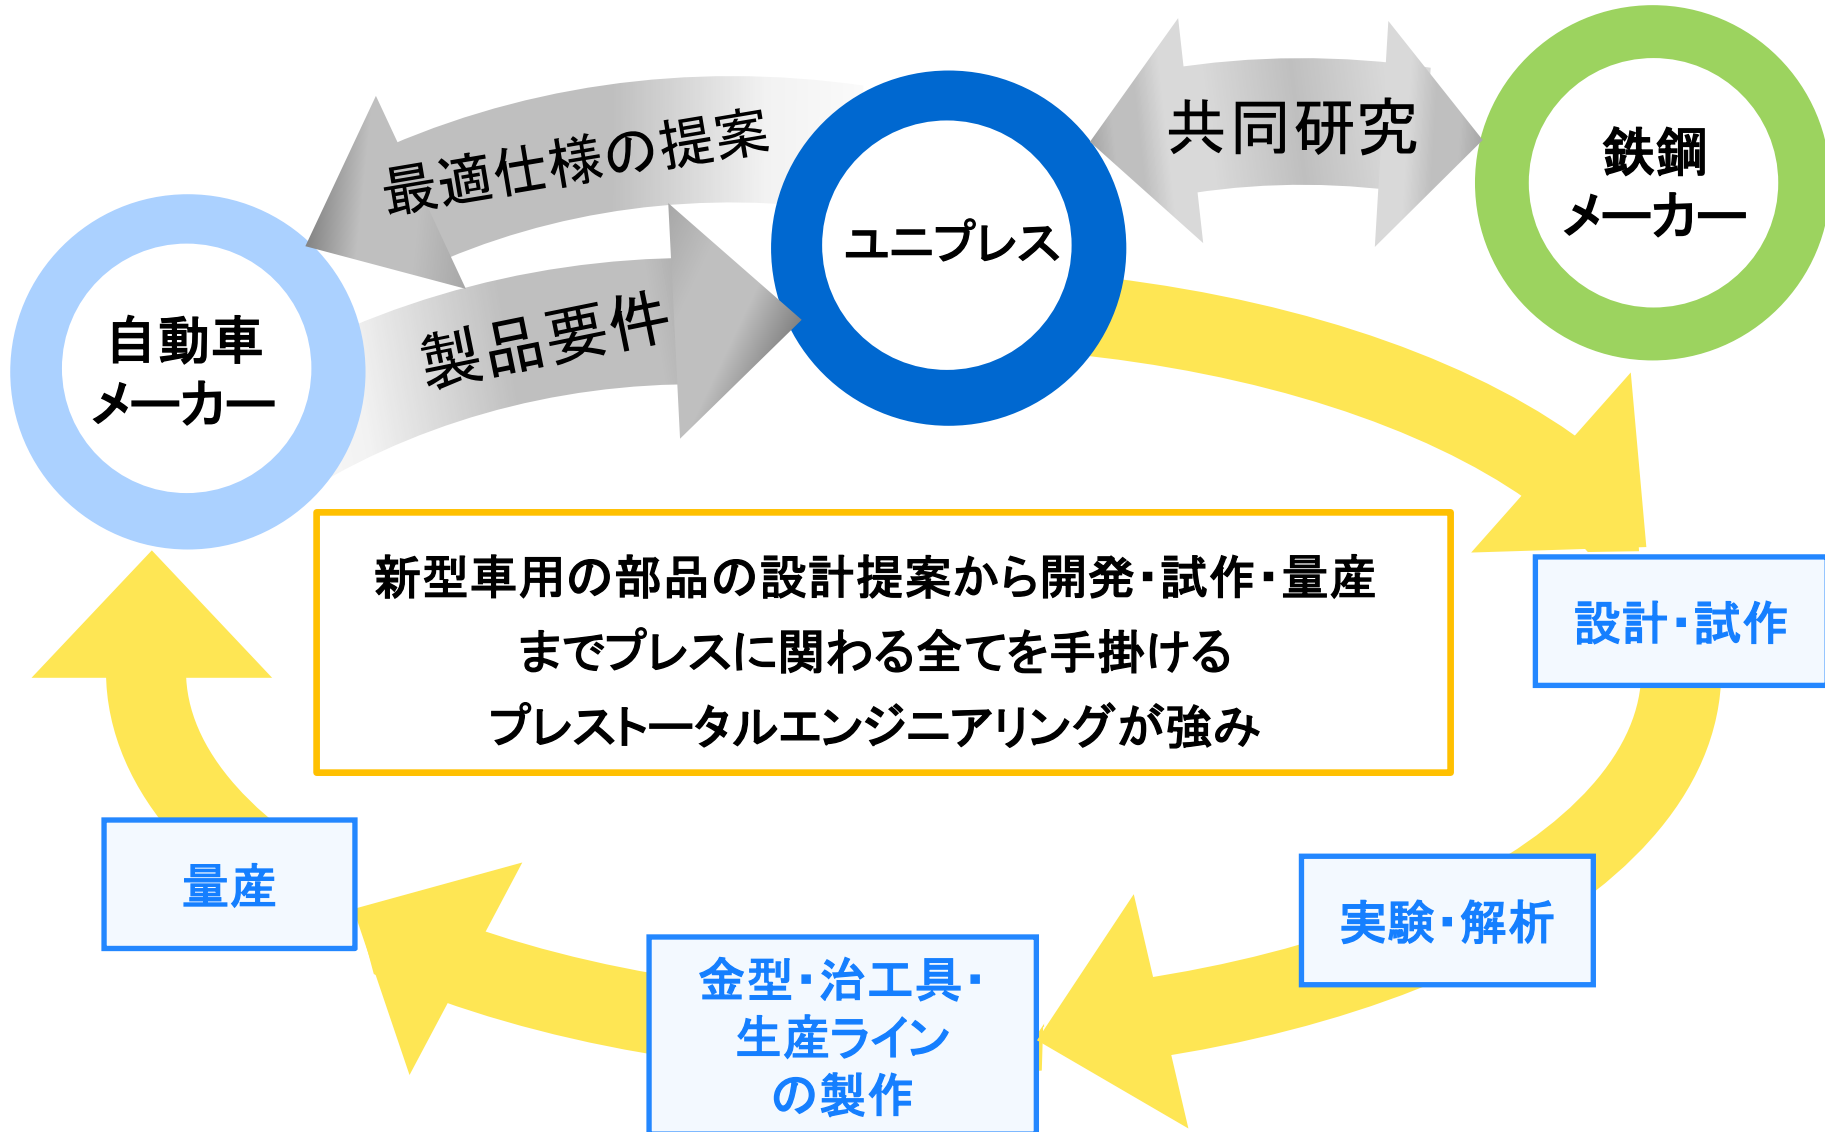 最適仕様の提案
共同研究
鉄鋼
メーカー
ユニプレス
自動車
メーカー
製品要件
新型車用の部品の設計提案から開発・試作・量産
までプレスに関わる全てを手掛ける
プレストータルエンジニアリングが強み
設計・試作
実験・解析
金型・治工具・
生産ライン
の製作
量産